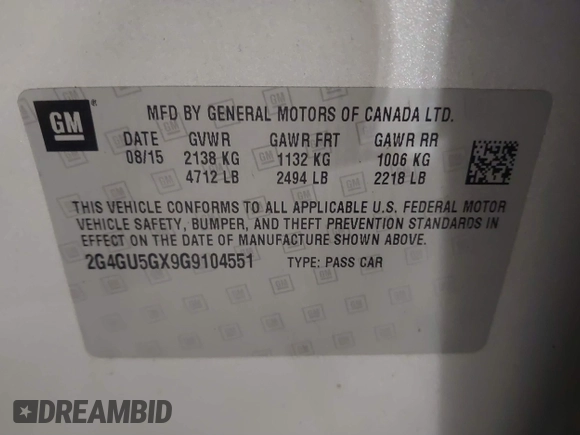 GM
MFD BY GENERAL MOTORS OF CANADA LTD.
DATE GVWR GAWR FRT GAWR RR
08/15 2138 KG 1132 KG 1006 KG
4712 LB 2494 LB 2218 LB
THIS VEHICLE CONFORMS TO ALL APPLICABLE U.S. FEDERAL MOTOR
VEHICLE SAFETY, BUMPER, AND THEFT PREVENTION STANDARDS IN
EFFECT ON THE DATE OF MANUFACTURE SHOWN ABOVE.
2G4GU5GX9G9104551 TYPE: PASS CAR
DREAMBID